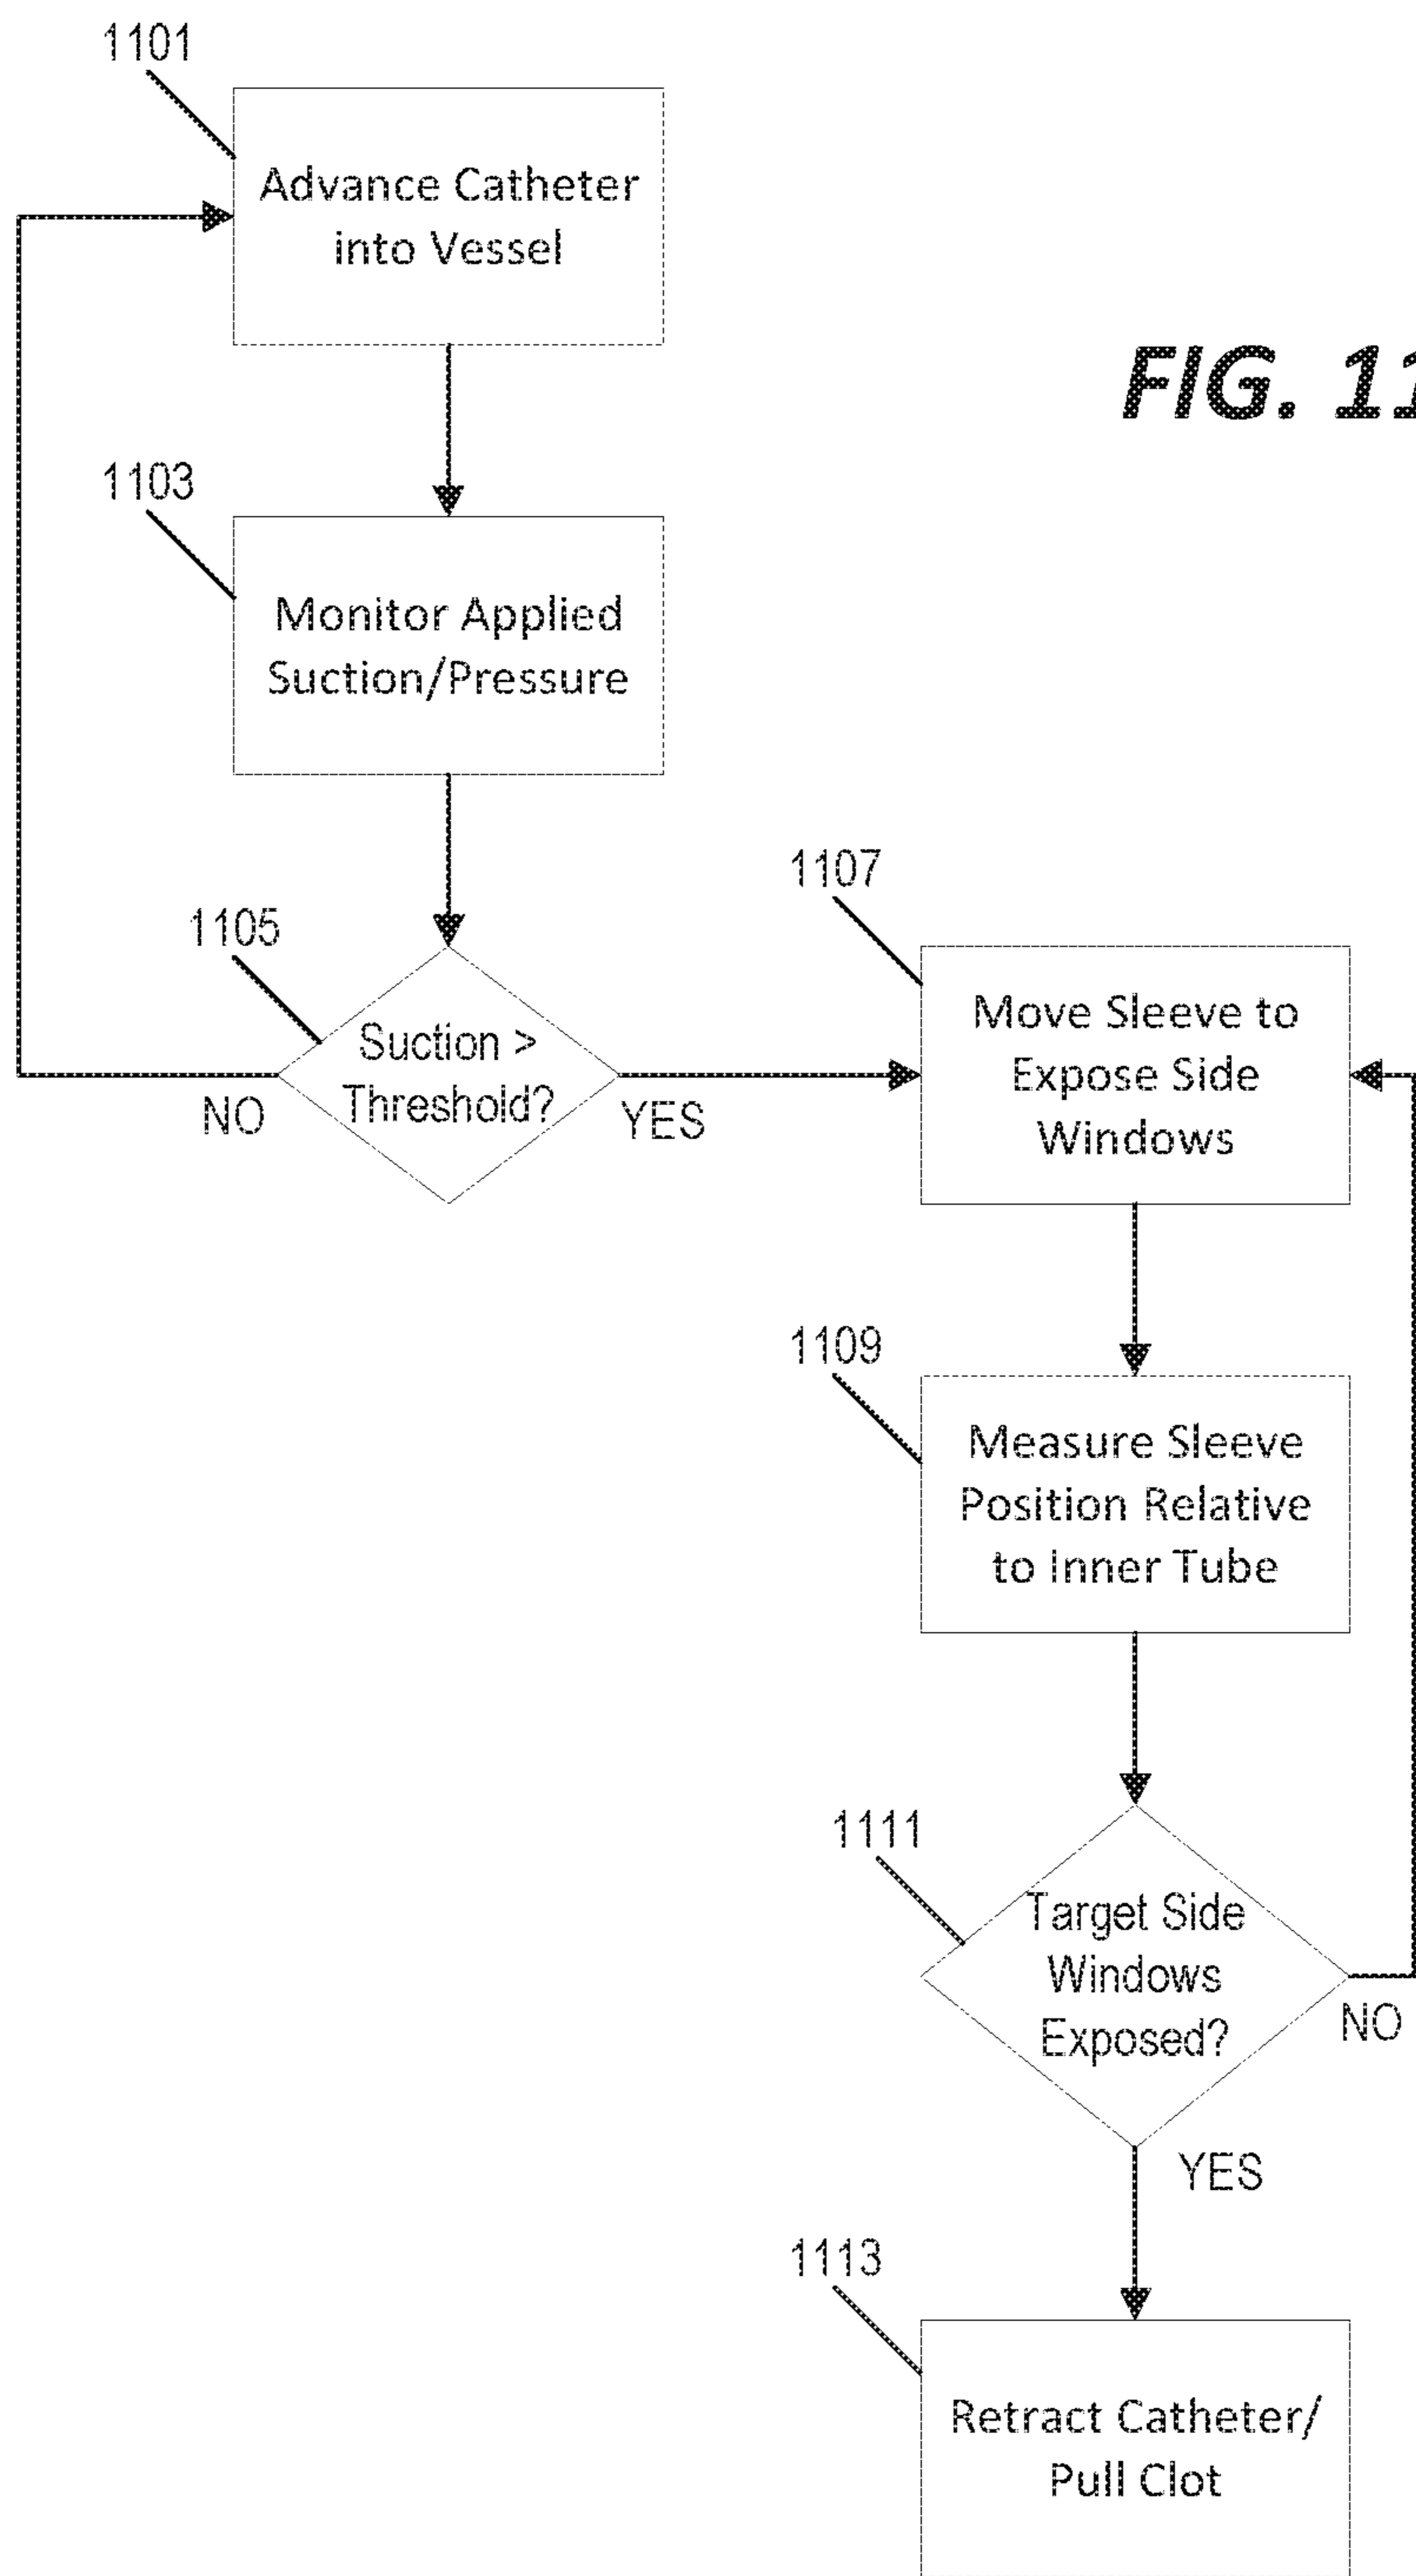 1101
Advance Catheter
into Vessel
FIG. 11
1103
Monitor Applied
Suction/Pressure
1105
Suction >
Threshold?
NO
YES
1107
Move Sleeve to
Expose Side
Windows
1109
Measure Sleeve
Position Relative
to Inner Tube
1111
Target Side
Windows
Exposed?
NO
YES
1113
Retract Catheter/
Pull Clot